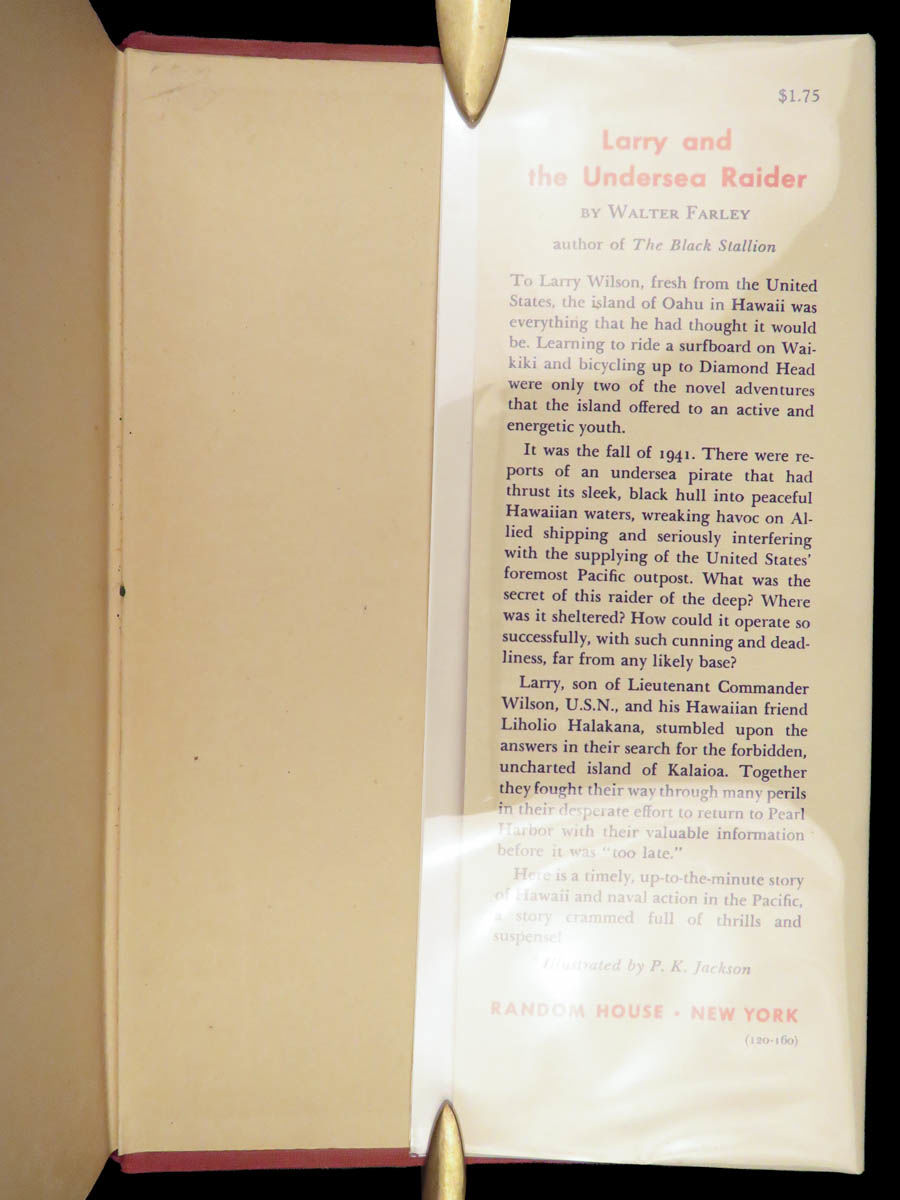 $1.75
Larry and
the Undersea Raider
BY WALTER FARLEY
author of The Black Stallion
To Larry Wilson, fresh from the United
States, the island of Oahu in Hawaii was
everything that he had thought it would
be. Learning to ride a surfboard on Wai-
kiki and bicycling up to Diamond Head
were only two of the novel adventures
that the island offered to an active and
energetic youth.
It was the fall of 1941. There were re-
ports of an undersea pirate that had
thrust its sleek, black hull into peaceful
Hawaiian waters, wreaking havoc on Al-
lied shipping and seriously interfering
with the supplying of the United States'
foremost Pacific outpost. What was the
secret of this raider of the deep? Where
was it sheltered? How could it operate so
successfully, with such cunning and dead-
liness, far from any likely base?
Larry, son of Lieutenant Commander
Wilson, U.S.N., and his Hawaiian friend
Liholio Halakana, stumbled upon the
answers in their search for the forbidden,
uncharted island of Kalaioa. Together
they fought their way through many perils
in their desperate effort to return to Pearl
Harbor with their valuable information
before it was "too late."
Here is a timely, up-to-the-minute story
of Hawaii and naval action in the Pacific,
a story crammed full of thrills and
suspense!
Illustrated by P. K. Jackson
RANDOM HOUSE · NEW YORK
(120-160)